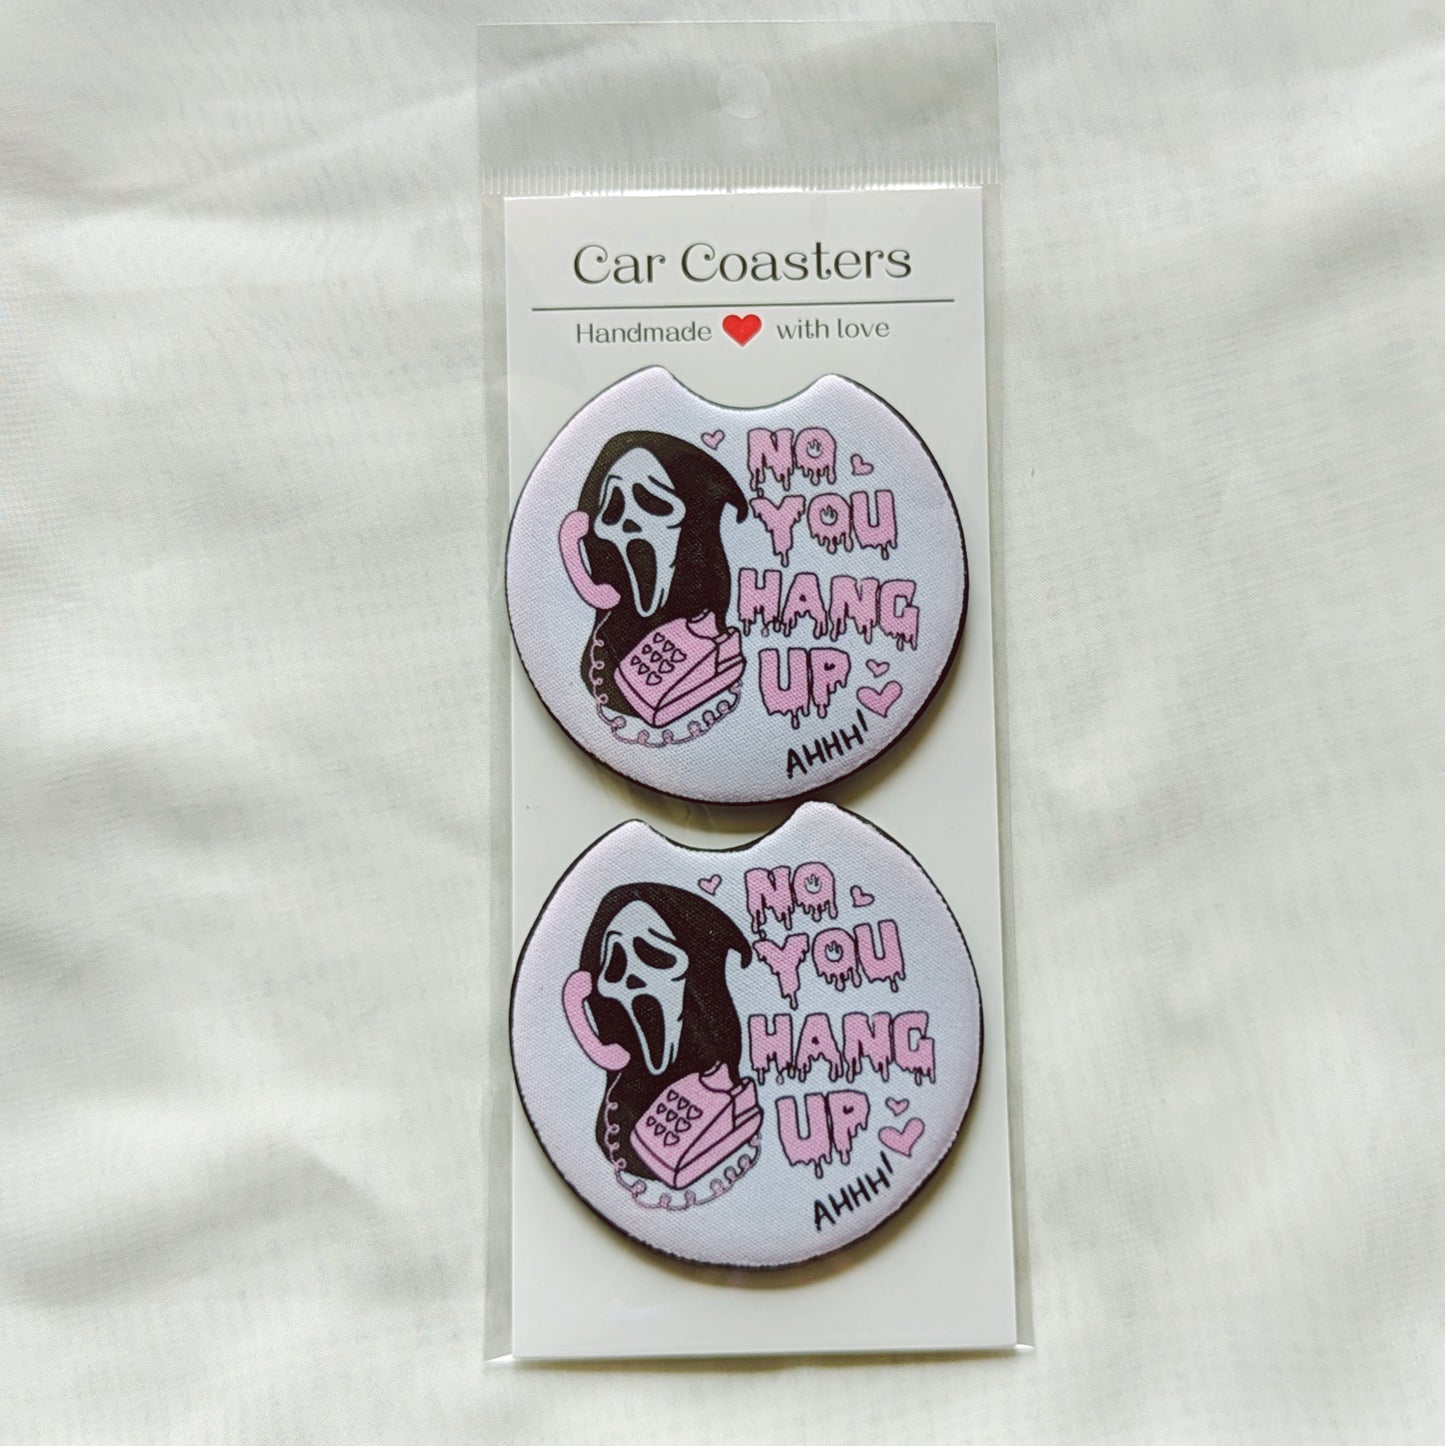 Car Coasters
Handmade ❤ with love
NO
YOU
HANG
UP
AHHH!
NO
YOU
HANG
UP
AHHH!